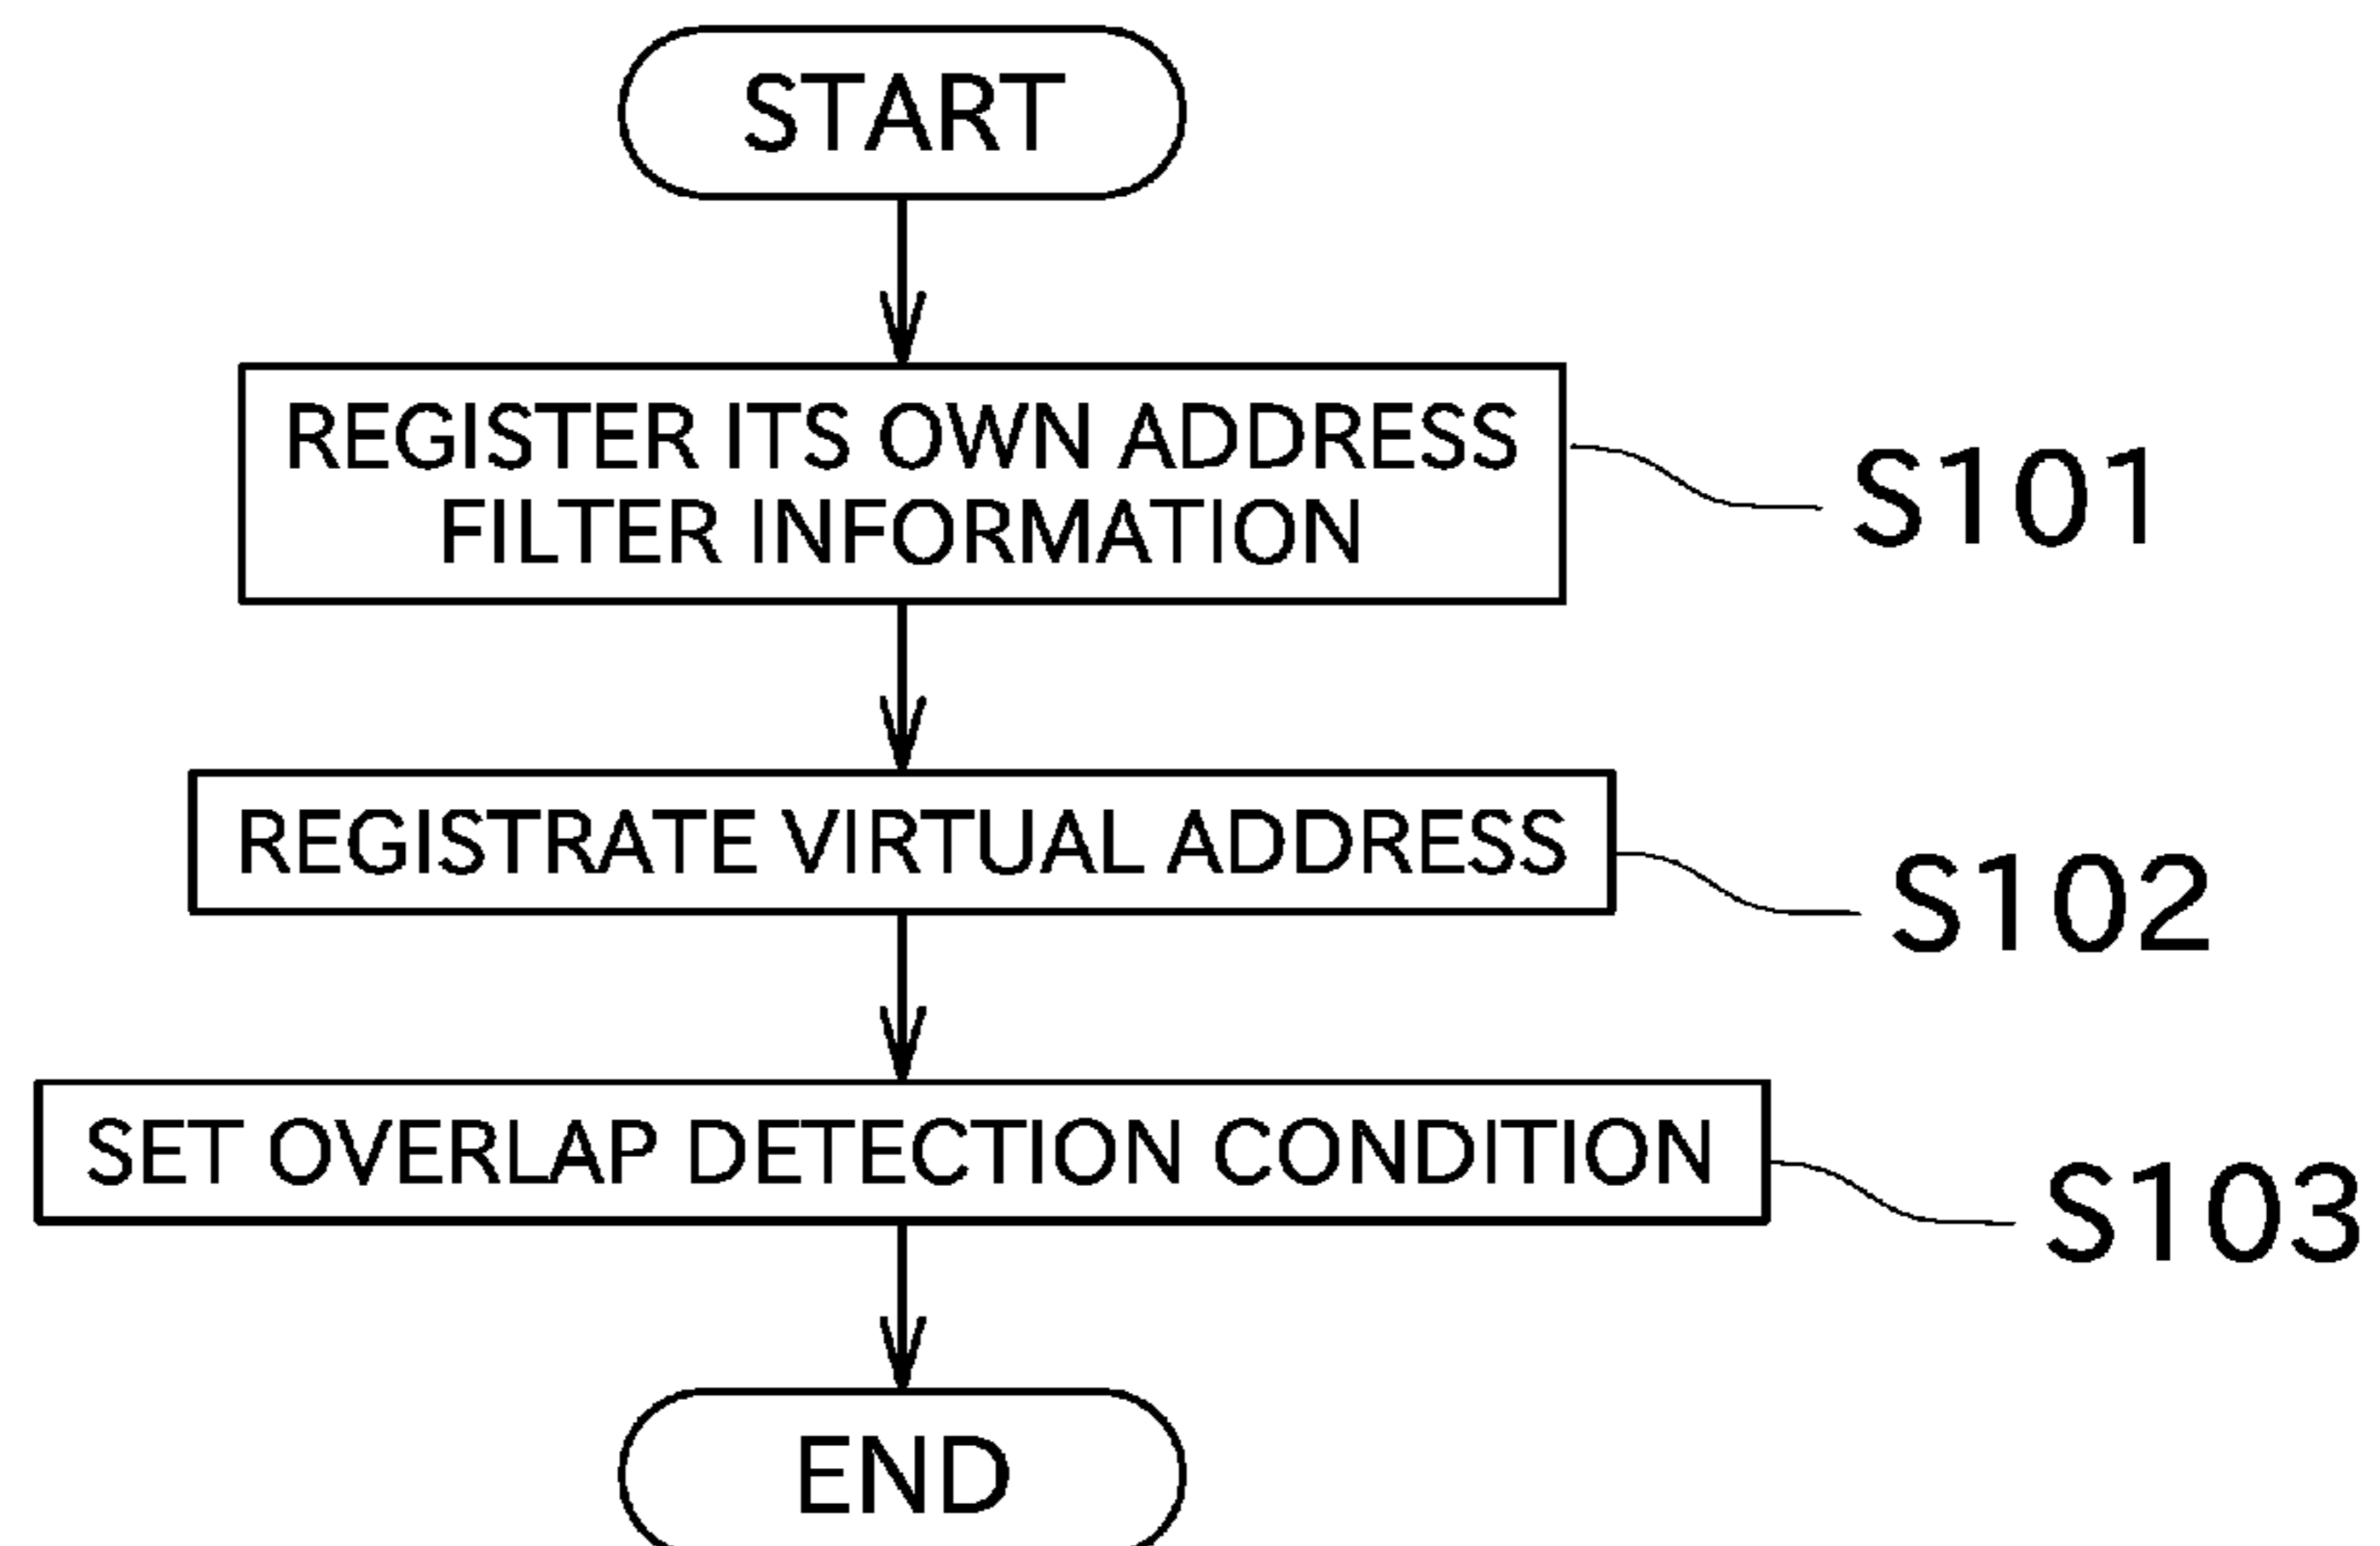 START
REGISTER ITS OWN ADDRESS
FILTER INFORMATION
S101
REGISTRATE VIRTUAL ADDRESS
S102
SET OVERLAP DETECTION CONDITION
S103
END